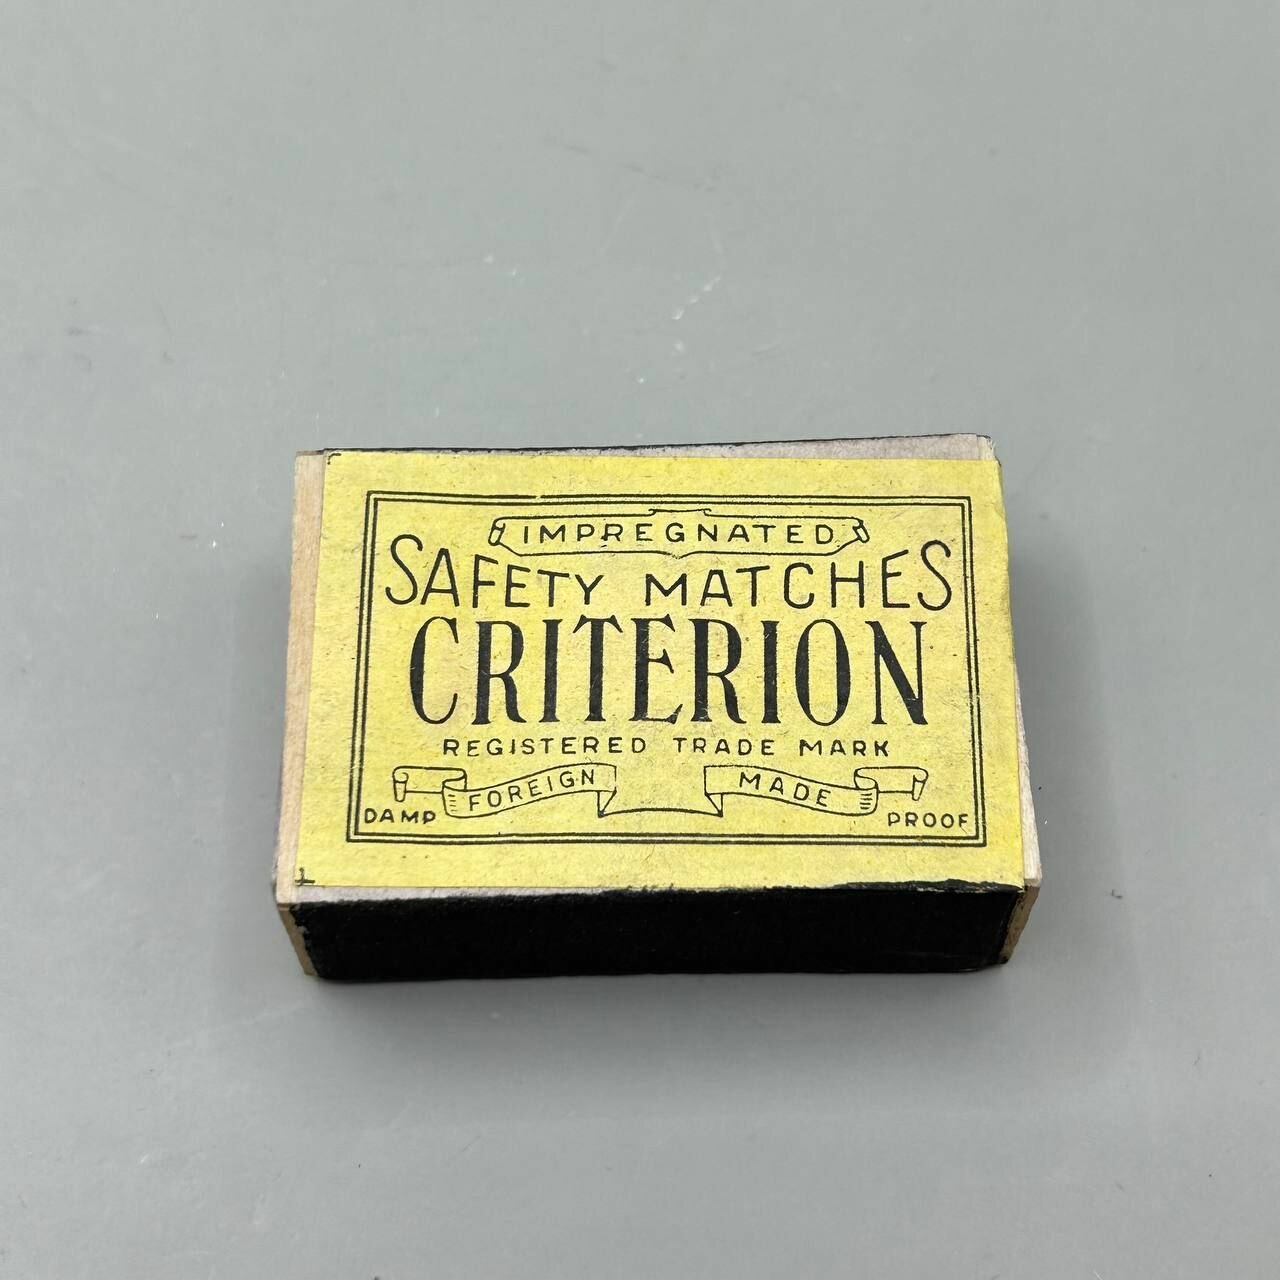 IMPREGNATED
SAFETY MATCHES
CRITERION
REGISTERED TRADE MARK
FOREIGN MADE
DAMP PROOF